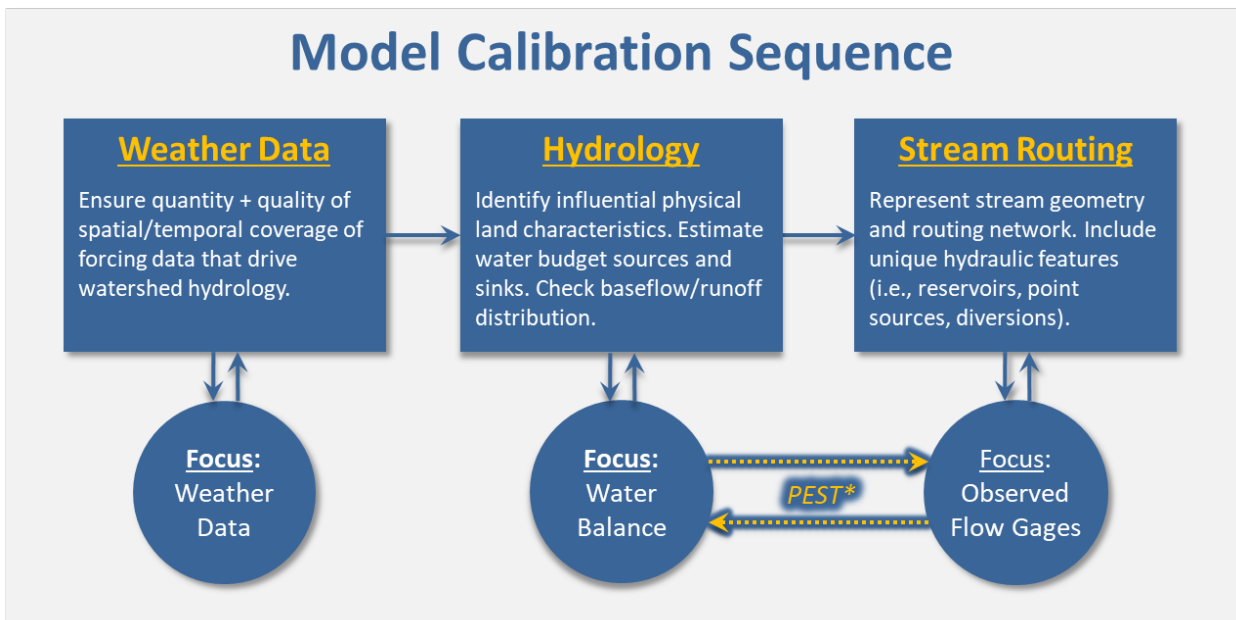 Model Calibration Sequence
Weather Data
Ensure quantity + quality of
spatial/temporal coverage of
forcing data that drive
watershed hydrology.
Hydrology
Identify influential physical
land characteristics. Estimate
water budget sources and
sinks. Check baseflow/runoff
distribution.
Stream Routing
Represent stream geometry
and routing network. Include
unique hydraulic features
(i.e., reservoirs, point
sources, diversions).
Focus:
Weather
Data
Focus:
Water
Balance
PEST*
Focus:
Observed
Flow Gages